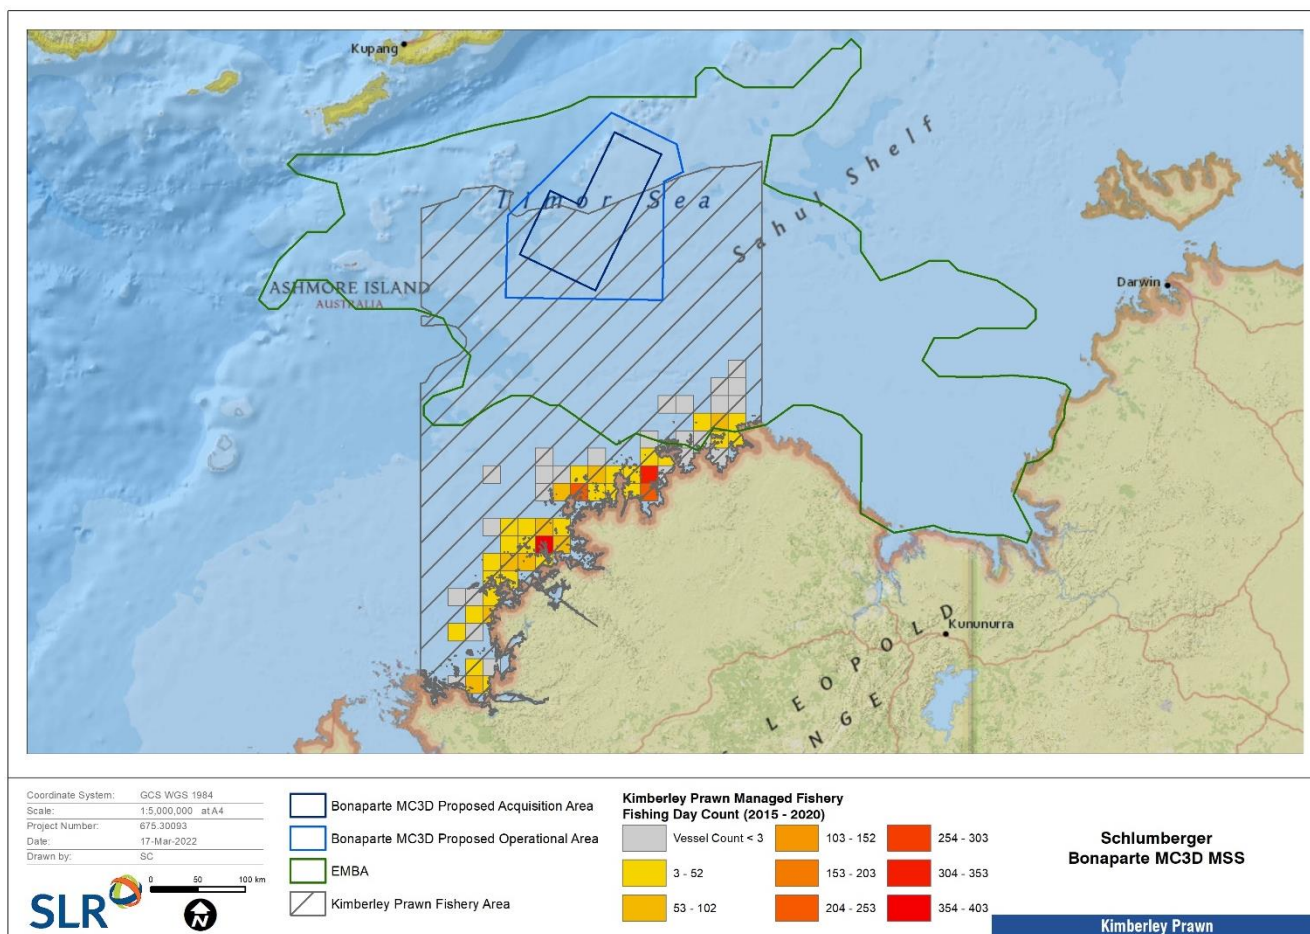 Kupang
Timor Sea
Sahul Shelf
ASHMORE ISLAND
AUSTRALIA
Darwin
Kununurra
LEOPOLD
NGE
Coordinate System: GCS WGS 1984
Scale: 1:5,000,000 at A4
Project Number: 675.30093
Date: 17-Mar-2022
Drawn by: SC
SLR
0 50 100 km
N
Bonaparte MC3D Proposed Acquisition Area
Bonaparte MC3D Proposed Operational Area
EMBA
Kimberley Prawn Fishery Area
Kimberley Prawn Managed Fishery
Fishing Day Count (2015 - 2020)
Vessel Count < 3
3 - 52
53 - 102
103 - 152
153 - 203
204 - 253
254 - 303
304 - 353
354 - 403
Schlumberger
Bonaparte MC3D MSS
Kimberley Prawn